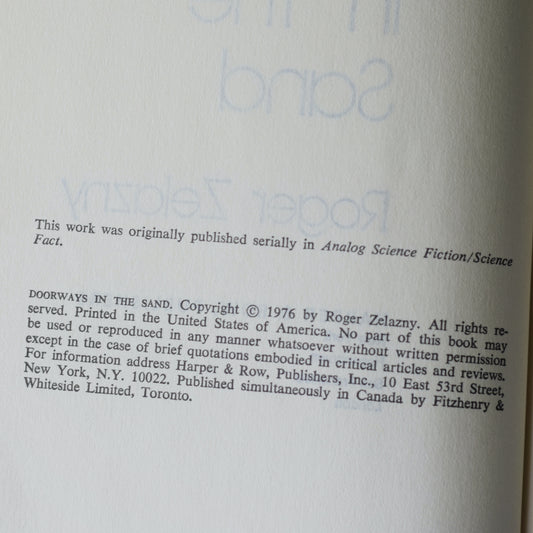 in the
Sand
Roger Zelazny
This work was originally published serially in Analog Science Fiction/Science
Fact.
DOORWAYS IN THE SAND. Copyright © 1976 by Roger Zelazny. All rights re-
served. Printed in the United States of America. No part of this book may
be used or reproduced in any manner whatsoever without written permission
except in the case of brief quotations embodied in critical articles and reviews.
For information address Harper & Row, Publishers, Inc., 10 East 53rd Street,
New York, N.Y. 10022. Published simultaneously in Canada by Fitzhenry &
Whiteside Limited, Toronto.